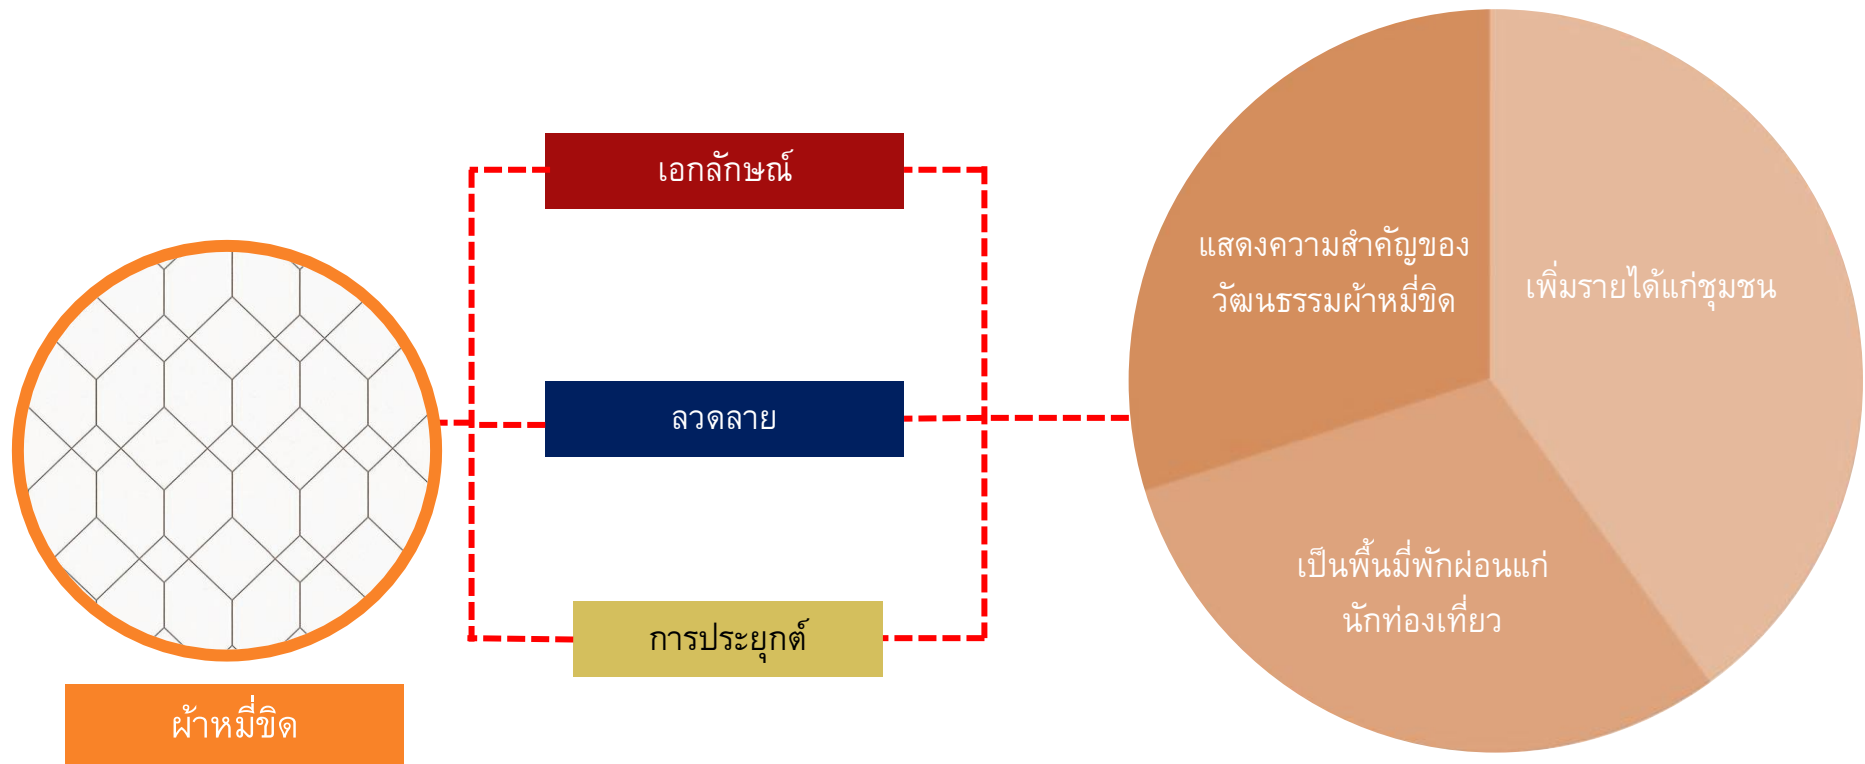 ผ้าหมี่ขิด
เอกลักษณ์
ลวดลาย
การประยุกต์
แสดงความสำคัญของ
วัฒนธรรมผ้าหมี่ขิด
เพิ่มรายได้แก่ชุมชน
เป็นพื้นมี่พักผ่อนแก่
นักท่องเที่ยว